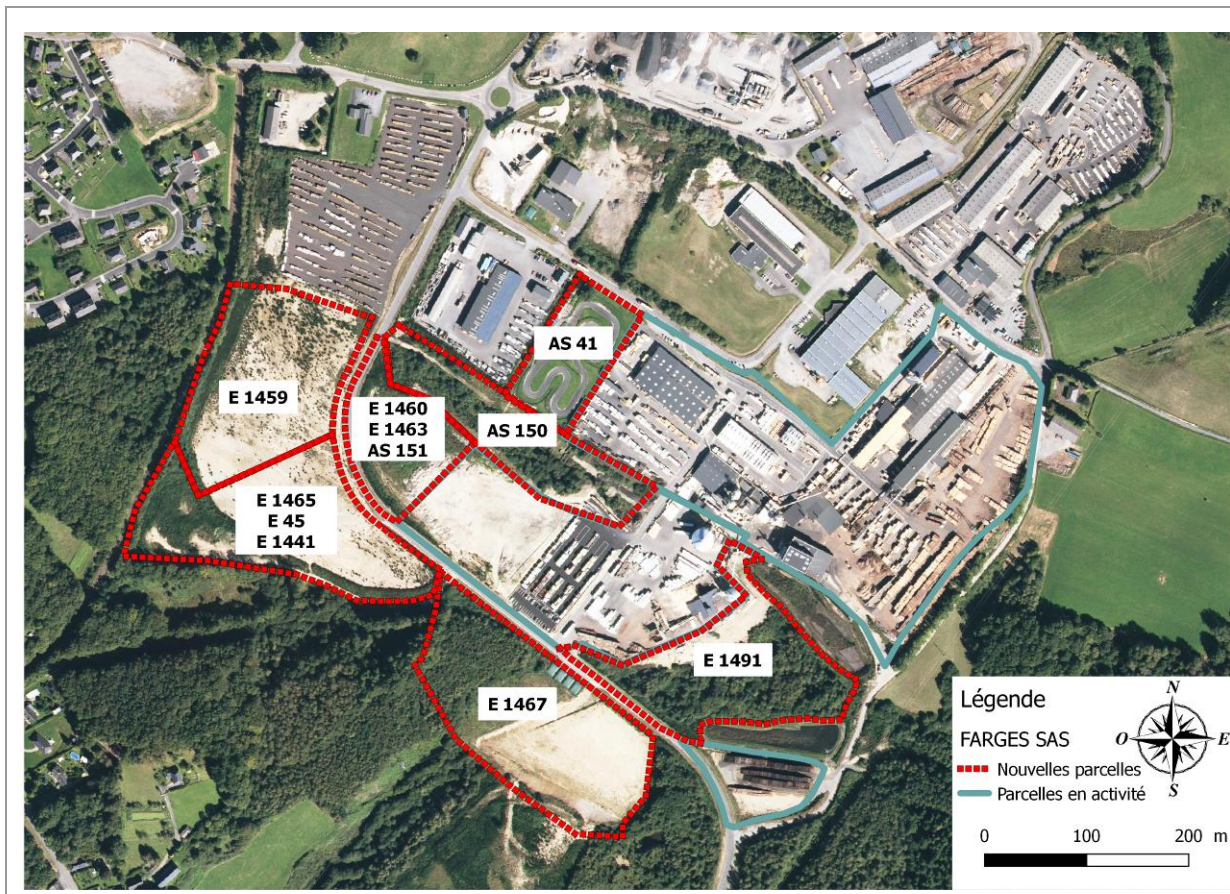 AS 41
E 1459
E 1460
E 1463
AS 151
AS 150
E 1465
E 45
E 1441
E 1491
E 1467
Légende
FARGES SAS
Nouvelles parcelles
Parcelles en activité
N
O
E
S
0 100 200 m